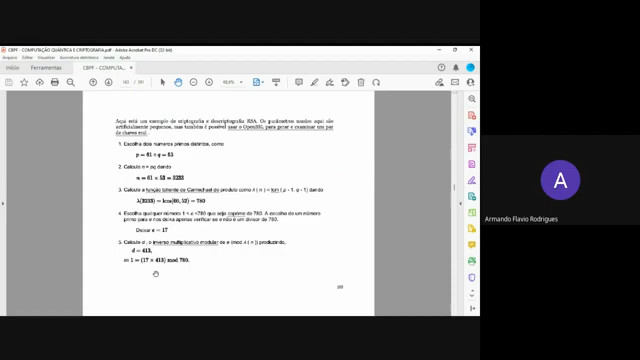 CBPF - COMPUTAÇÃO QUÂNTICA E CRIPTOGRAFIA.pdf - Adobe Acrobat Pro DC (32-bit)
Arquivo Editar Visualizar Assinatura eletrônica Janela Ajuda
Início Ferramentas CBPF - COMPUTAÇÃ...
Aqui está um exemplo de criptografia e descriptografia RSA. Os parâmetros usados aqui são
artificialmente pequenos, mas também é possível usar o OpenSSL para gerar e examinar um par
de chaves real.
1. Escolha dois números primos distintos, como
p = 61 e q = 53
2. Calcule n = pq dando
n = 61 × 53 = 3233
3. Calcule a função totiente de Carmichael do produto como λ ( n ) = lcm ( p - 1, q - 1) dando
λ(3233) = lcm(60, 52) = 780
4. Escolha qualquer número 1 < e <780 que seja coprimo de 780. A escolha de um número
primo para e nos deixa apenas verificar se e não é um divisor de 780.
Deixar e = 17
5. Calcule d , o inverso multiplicativo modular de e (mod λ ( n )) produzindo,
d = 413,
1 = (17 × 413) mod 780.
A
Armando Flavio Rodrigues